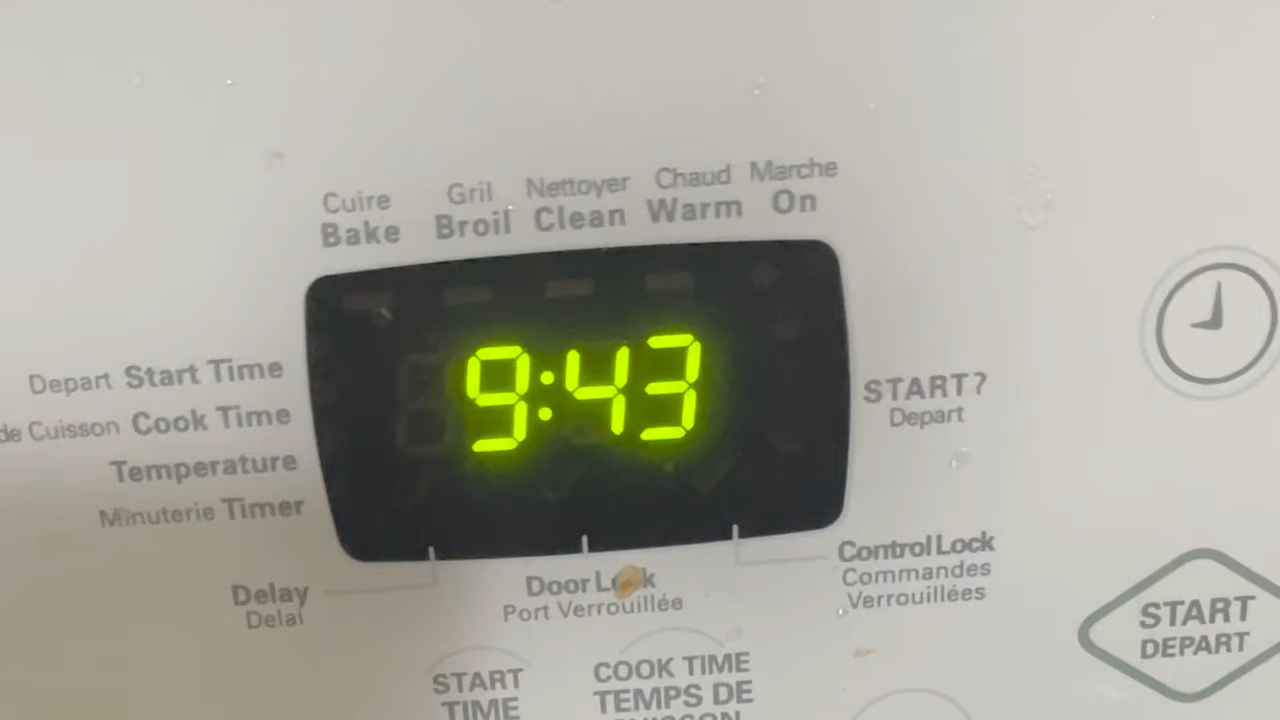 Cuire Gril Nettoyer Chaud Marche
Bake Broil Clean Warm On
9:43
Depart Start Time
de Cuisson Cook Time
Temperature
Minuterie Timer
START?
Depart
Delay
Delai
Door Lock
Port Verrouillée
Control Lock
Commandes
Verrouillées
START
TIME
COOK TIME
TEMPS DE
START
DEPART